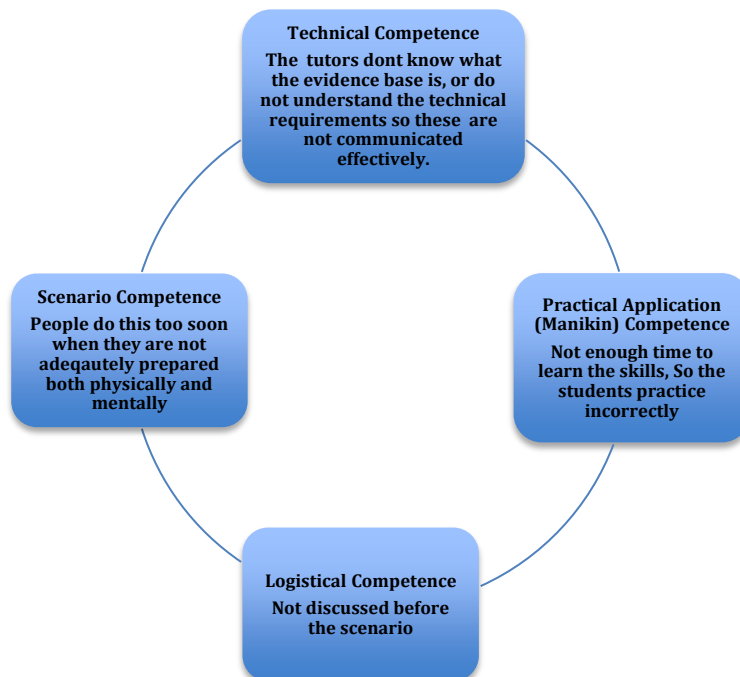 Technical Competence
The tutors dont know what
the evidence base is, or do
not understand the technical
requirements so these are
not communicated
effectively.
Scenario Competence
People do this too soon
when they are not
adeqautely prepared
both physically and
mentally
Practical Application
(Manikin) Competence
Not enough time to
learn the skills, So the
students practice
incorrectly
Logistical Competence
Not discussed before
the scenario